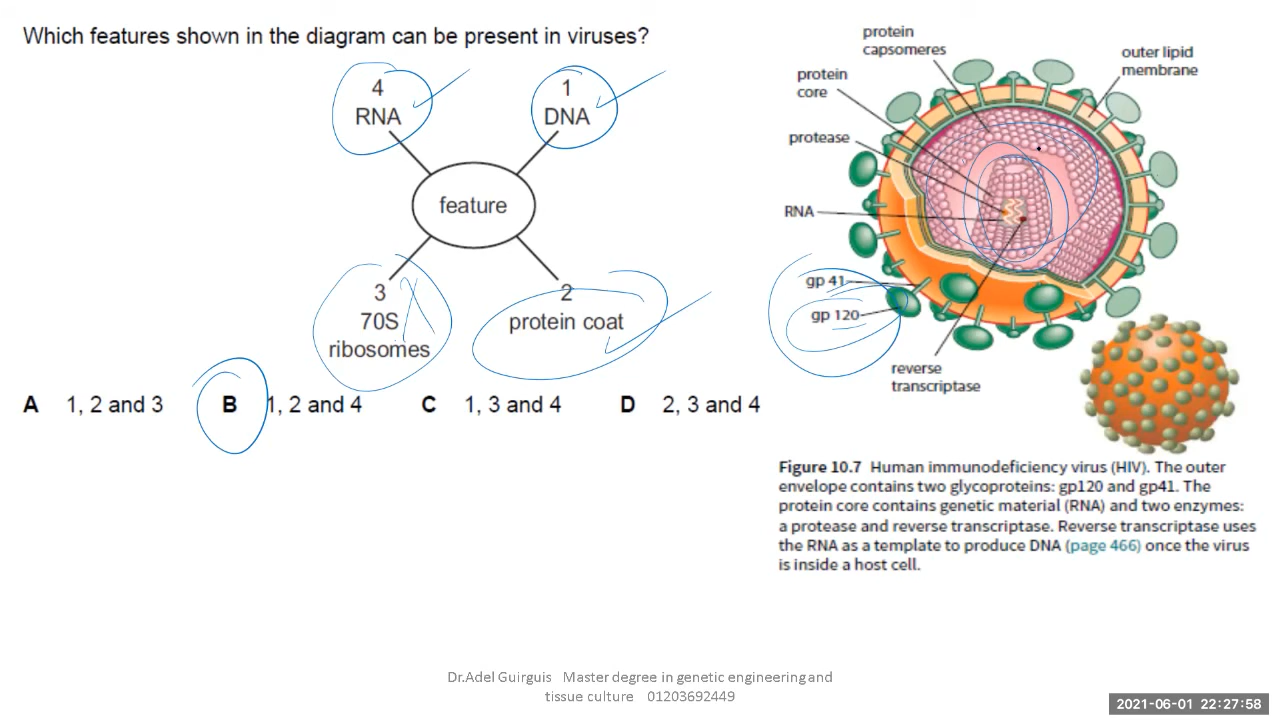 Which features shown in the diagram can be present in viruses?
4
RNA
1
DNA
feature
3
70S
ribosomes
2
protein coat
A 1, 2 and 3 B 1, 2 and 4 C 1, 3 and 4 D 2, 3 and 4
protein
capsomeres
outer lipid
membrane
protein
core
protease
RNA
gp 41
gp 120
reverse
transcriptase
Figure 10.7 Human immunodeficiency virus (HIV). The outer
envelope contains two glycoproteins: gp120 and gp41. The
protein core contains genetic material (RNA) and two enzymes:
a protease and reverse transcriptase. Reverse transcriptase uses
the RNA as a template to produce DNA (page 466) once the virus
is inside a host cell.
Dr.Adel Guirguis Master degree in genetic engineering and
tissue culture 01203692449
2021-06-01 22:27:58